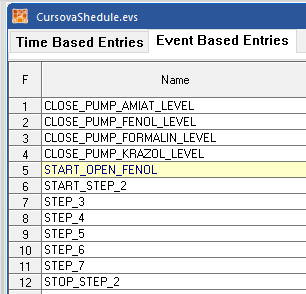 CursovaShedule.evs
Time Based Entries Event Based Entries
F Name
1 CLOSE_PUMP_AMIAT_LEVEL
2 CLOSE_PUMP_FENOL_LEVEL
3 CLOSE_PUMP_FORMALIN_LEVEL
4 CLOSE_PUMP_KRAZOL_LEVEL
5 START_OPEN_FENOL
6 START_STEP_2
7 STEP_3
8 STEP_4
9 STEP_5
10 STEP_6
11 STEP_7
12 STOP_STEP_2